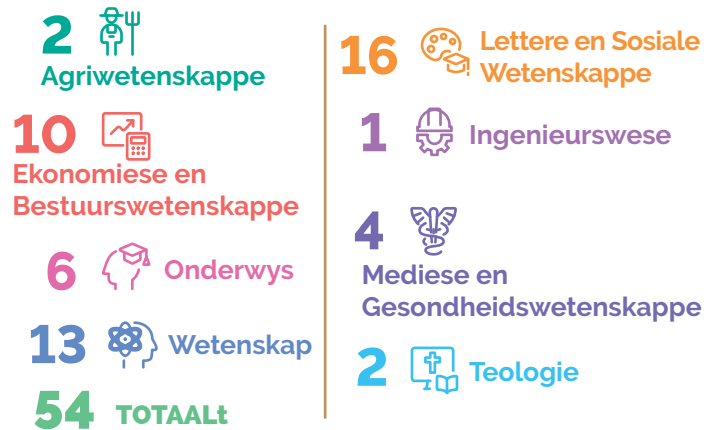 2
Agriwetenskappe
10
Ekonomiese en
Bestuurswetenskappe
6 Onderwys
13 Wetenskap
54 TOTAALt
16 Lettere en Sosiale
Wetenskappe
1 Ingenieurswese
4
Mediese en
Gesondheidswetenskappe
2 Teologie